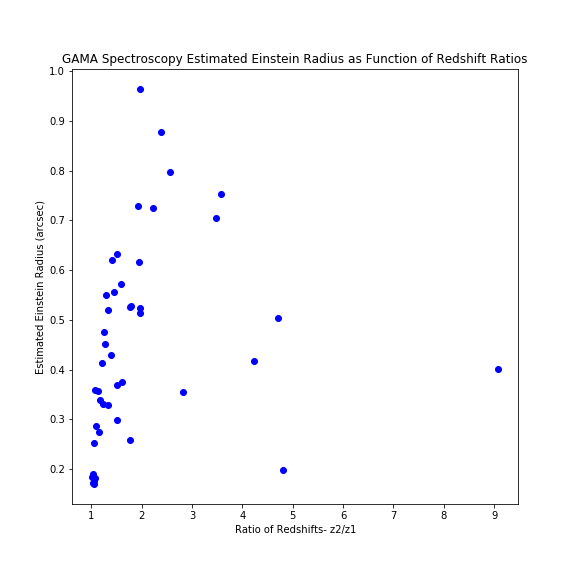 GAMA Spectroscopy Estimated Einstein Radius as Function of Redshift Ratios
1.0
0.9
0.8
0.7
0.6
0.5
0.4
0.3
0.2
Estimated Einstein Radius (arcsec)
1 2 3 4 5 6 7 8 9
Ratio of Redshifts- z2/z1